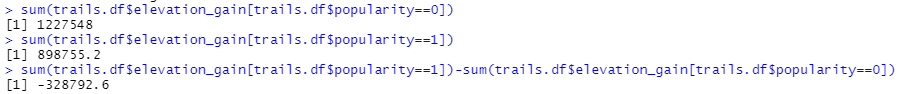 > sum(trails.df$elevation_gain[trails.df$popularity==0])
[1] 1227548
> sum(trails.df$elevation_gain[trails.df$popularity==1])
[1] 898755.2
> sum(trails.df$elevation_gain[trails.df$popularity==1])-sum(trails.df$elevation_gain[trails.df$popularity==0])
[1] -328792.6